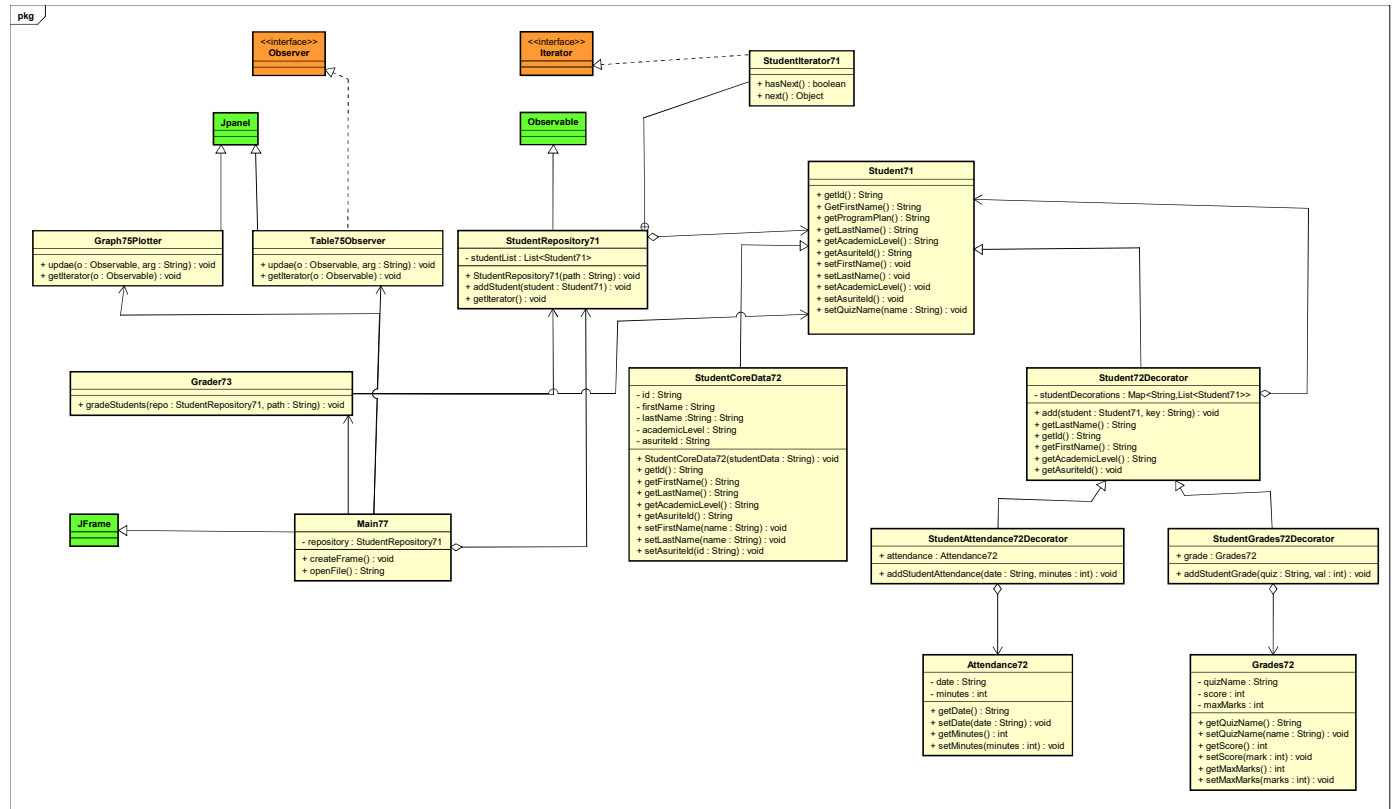 pkg
<<interface>>
Observer
<<interface>>
Iterator
StudentIterator71
+ hasNext() : boolean
+ next() : Object
Jpanel
Observable
Student71
+ getId() : String
+ GetFirstName() : String
+ getProgramPlan() : String
+ getLastName() : String
+ getAcademicLevel() : String
+ getAsuriteId() : String
+ setFirstName() : void
+ setLastName() : void
+ setAcademicLevel() : void
+ setAsuriteId() : void
+ setQuizName(name : String) : void
Graph75Plotter
+ updae(o : Observable, arg : String) : void
+ getIterator(o : Observable) : void
Table75Observer
+ updae(o : Observable, arg : String) : void
+ getIterator(o : Observable) : void
StudentRepository71
- studentList : List<Student71>
+ StudentRepository71(path : String) : void
+ addStudent(student : Student71) : void
+ getIterator() : void
Grader73
+ gradeStudents(repo : StudentRepository71, path : String) : void
StudentCoreData72
- id : String
- firstName : String
- lastName :String : String
- academicLevel : String
- asuriteId : String
+ StudentCoreData72(studentData : String) : void
+ getId() : String
+ getFirstName() : String
+ getLastName() : String
+ getAcademicLevel() : String
+ getAsuriteId() : String
+ setFirstName(name : String) : void
+ setLastName(name : String) : void
+ setAsuriteId(id : String) : void
Student72Decorator
- studentDecorations : Map<String,List<Student71>>
+ add(student : Student71, key : String) : void
+ getLastName() : String
+ getId() : String
+ getFirstName() : String
+ getAcademicLevel() : String
+ getAsuriteId() : void
JFrame
Main77
- repository : StudentRepository71
+ createFrame() : void
+ openFile() : String
StudentAttendance72Decorator
+ attendance : Attendance72
+ addStudentAttendance(date : String, minutes : int) : void
StudentGrades72Decorator
+ grade : Grades72
+ addStudentGrade(quiz : String, val : int) : void
Attendance72
- date : String
- minutes : int
+ getDate() : String
+ setDate(date : String) : void
+ getMinutes() : int
+ setMinutes(minutes : int) : void
Grades72
- quizName : String
- score : int
- maxMarks : int
+ getQuizName() : String
+ setQuizName(name : String) : void
+ getScore() : int
+ setScore(mark : int) : void
+ getMaxMarks() : int
+ setMaxMarks(marks : int) : void